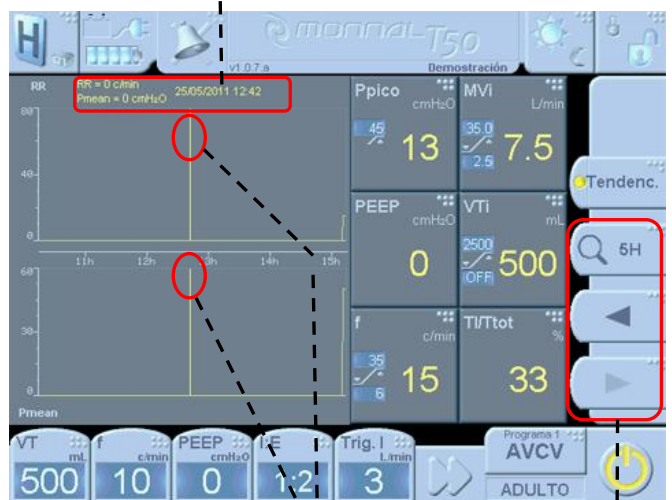 H
monnal T50
v1.0.7.a
Demostración
RR
RR = 0 c/min
Pmean = 0 cmH₂O
25/05/2011 12:42
80
40
0
11h 12h 13h 14h 15h
60
30
0
Pmean
Ppico
cmH₂O
45
13
MVi
L/min
35.0
2.5
7.5
PEEP
cmH₂O
0
VTi
mL
2500
OFF
500
f
c/min
35
6
15
TI/Ttot
%
33
Tendenc.
5H
VT
mL
500
f
c/min
10
PEEP
cmH₂O
0
I:E
1:2
Trig. I
L/min
3
Programa 1
AVCV
ADULTO